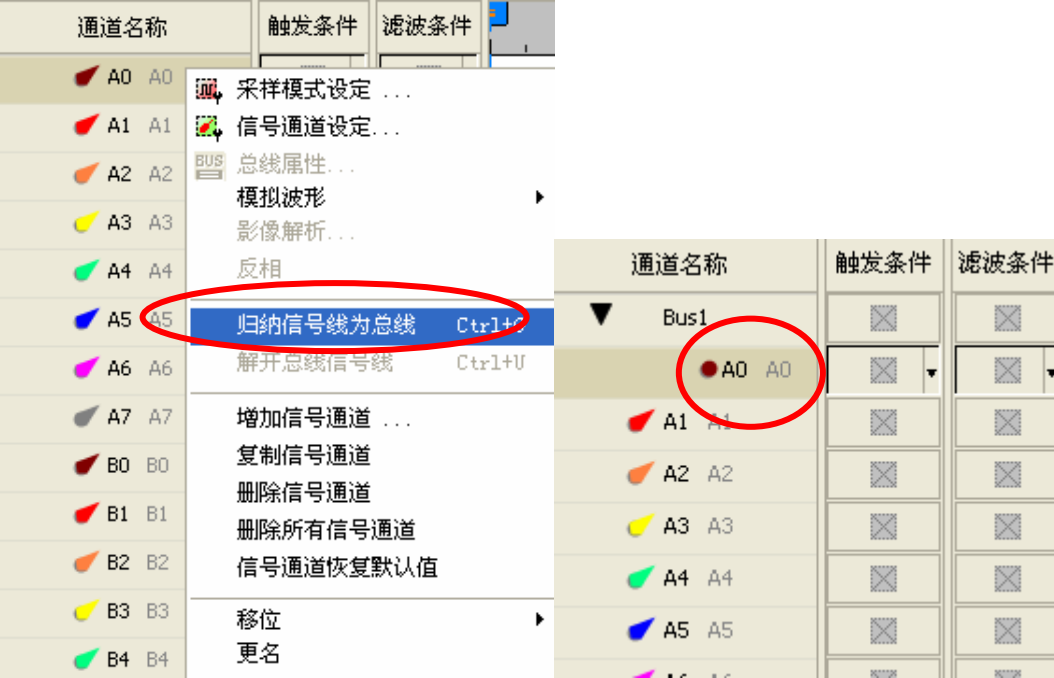 通道名称 触发条件 滤波条件
A0 A0
A1 A1
A2 A2
A3 A3
A4 A4
A5 A5
A6 A6
A7 A7
B0 B0
B1 B1
B2 B2
B3 B3
B4 B4
采样模式设定 ...
信号通道设定...
BUS 总线属性...
模拟波形
影像解析...
反相
归纳信号线为总线 Ctrl+G
解开总线信号线 Ctrl+U
增加信号通道 ...
复制信号通道
删除信号通道
删除所有信号通道
信号通道恢复默认值
移位
更名
通道名称 触发条件 滤波条件
Bus1
A0 A0
A1 A1
A2 A2
A3 A3
A4 A4
A5 A5